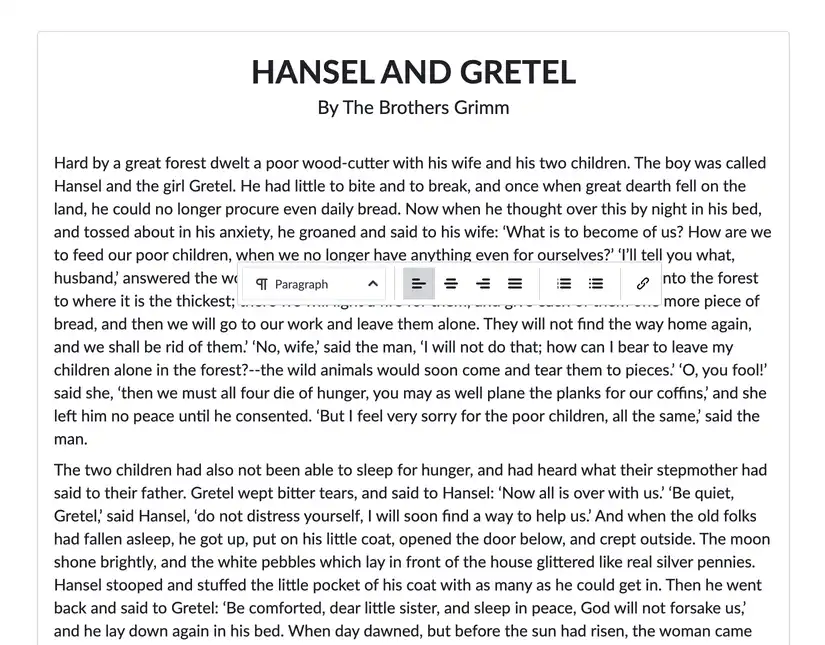 HANSEL AND GRETEL
By The Brothers Grimm
Hard by a great forest dwelt a poor wood-cutter with his wife and his two children. The boy was called
Hansel and the girl Gretel. He had little to bite and to break, and once when great dearth fell on the
land, he could no longer procure even daily bread. Now when he thought over this by night in his bed,
and tossed about in his anxiety, he groaned and said to his wife: ‘What is to become of us? How are we
to feed our poor children, when we no longer have anything even for ourselves?’ ‘I’ll tell you what,
husband,’ answered the
Paragraph
the forest
to where it is the thickest;
more piece of
bread, and then we will go to our work and leave them alone. They will not find the way home again,
and we shall be rid of them.’ ‘No, wife,’ said the man, ‘I will not do that; how can I bear to leave my
children alone in the forest?--the wild animals would soon come and tear them to pieces.’ ‘O, you fool!’
said she, ‘then we must all four die of hunger, you may as well plane the planks for our coffins,’ and she
left him no peace until he consented. ‘But I feel very sorry for the poor children, all the same,’ said the
man.
The two children had also not been able to sleep for hunger, and had heard what their stepmother had
said to their father. Gretel wept bitter tears, and said to Hansel: ‘Now all is over with us.’ ‘Be quiet,
Gretel,’ said Hansel, ‘do not distress yourself, I will soon find a way to help us.’ And when the old folks
had fallen asleep, he got up, put on his little coat, opened the door below, and crept outside. The moon
shone brightly, and the white pebbles which lay in front of the house glittered like real silver pennies.
Hansel stooped and stuffed the little pocket of his coat with as many as he could get in. Then he went
back and said to Gretel: ‘Be comforted, dear little sister, and sleep in peace, God will not forsake us,’
and he lay down again in his bed. When day dawned, but before the sun had risen, the woman came